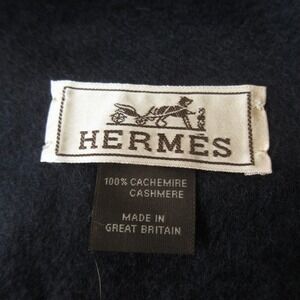 HERMÈS
100% CACHEMIRE
CASHMERE
MADE IN
GREAT BRITAIN